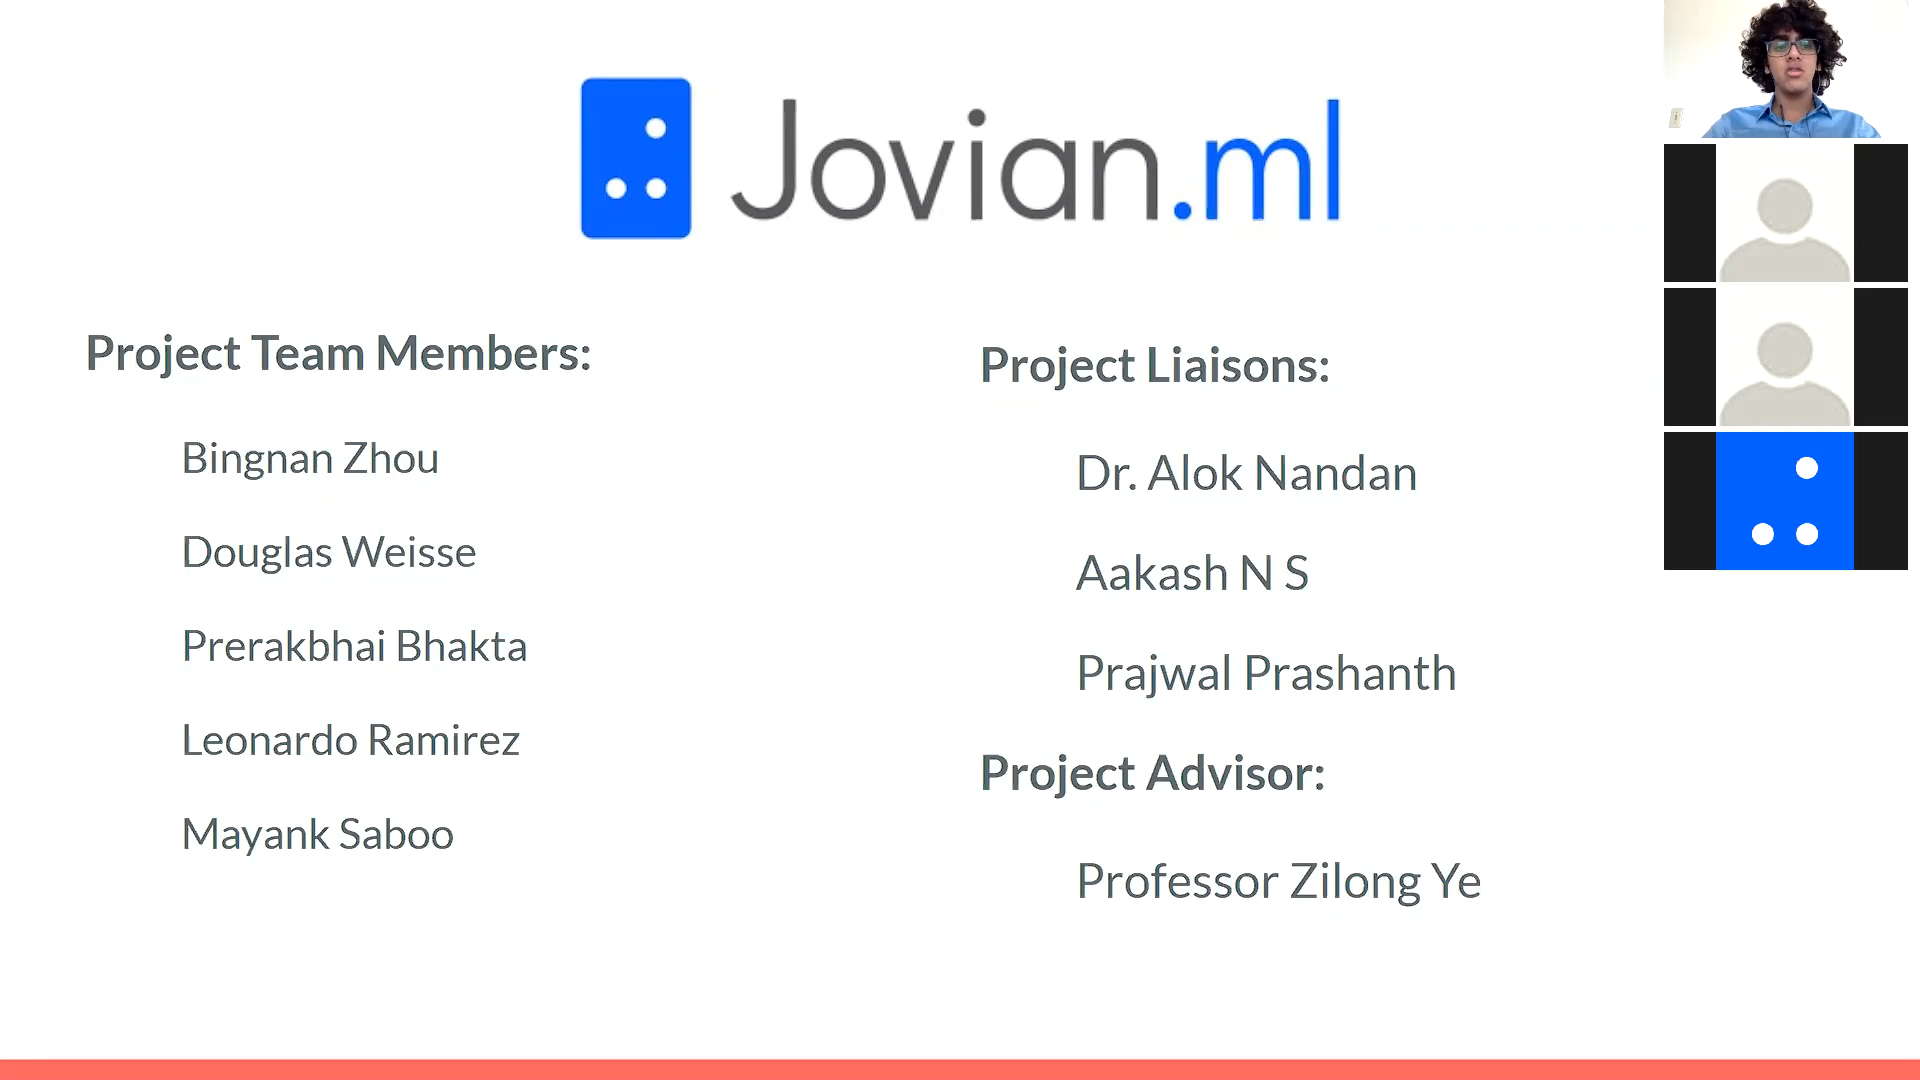 Jovian.ml
Project Team Members:
Bingnan Zhou
Douglas Weisse
Prerakbhai Bhakta
Leonardo Ramirez
Mayank Saboo
Project Liaisons:
Dr. Alok Nandan
Aakash N S
Prajwal Prashanth
Project Advisor:
Professor Zilong Ye